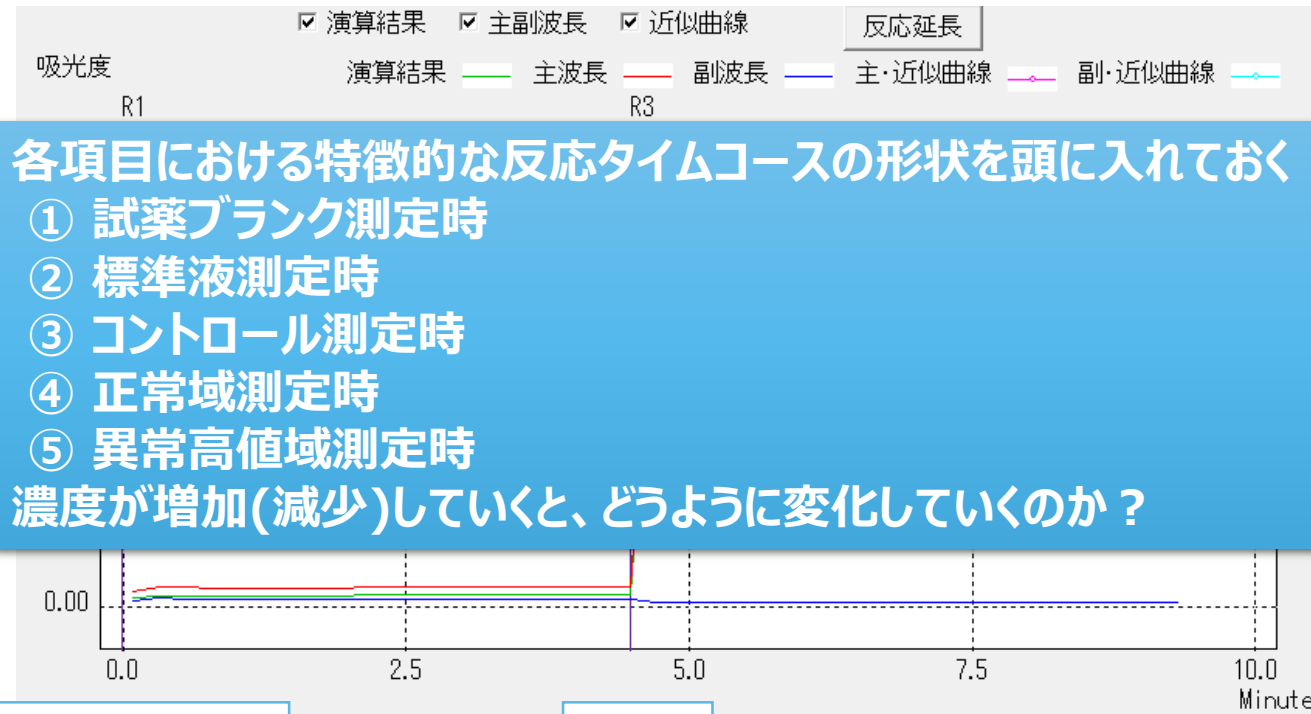 演算結果 主副波長 近似曲線 反応延長
吸光度 演算結果 主波長 副波長 主・近似曲線 副・近似曲線
R1 R3
各項目における特徴的な反応タイムコースの形状を頭に入れておく
① 試薬ブランク測定時
② 標準液測定時
③ コントロール測定時
④ 正常域測定時
⑤ 異常高値域測定時
濃度が増加(減少)していくと、どうように変化していくのか？
0.00
0.0 2.5 5.0 7.5 10.0
Minute